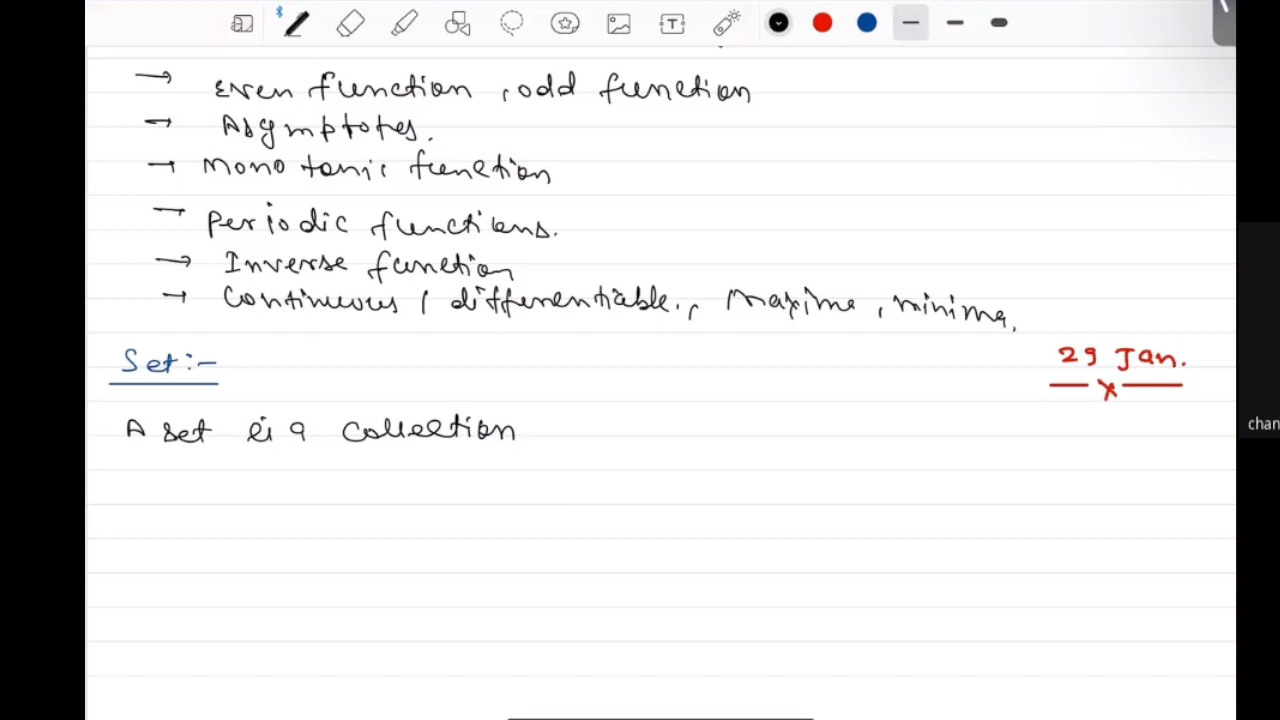 → Even function, odd function
→ Asymptotes.
→ Monotonic function
→ Periodic functions.
→ Inverse function
→ Continuous, differentiable., Maxima, minima,
Set:-
29 Jan.
A set is a collection
chan